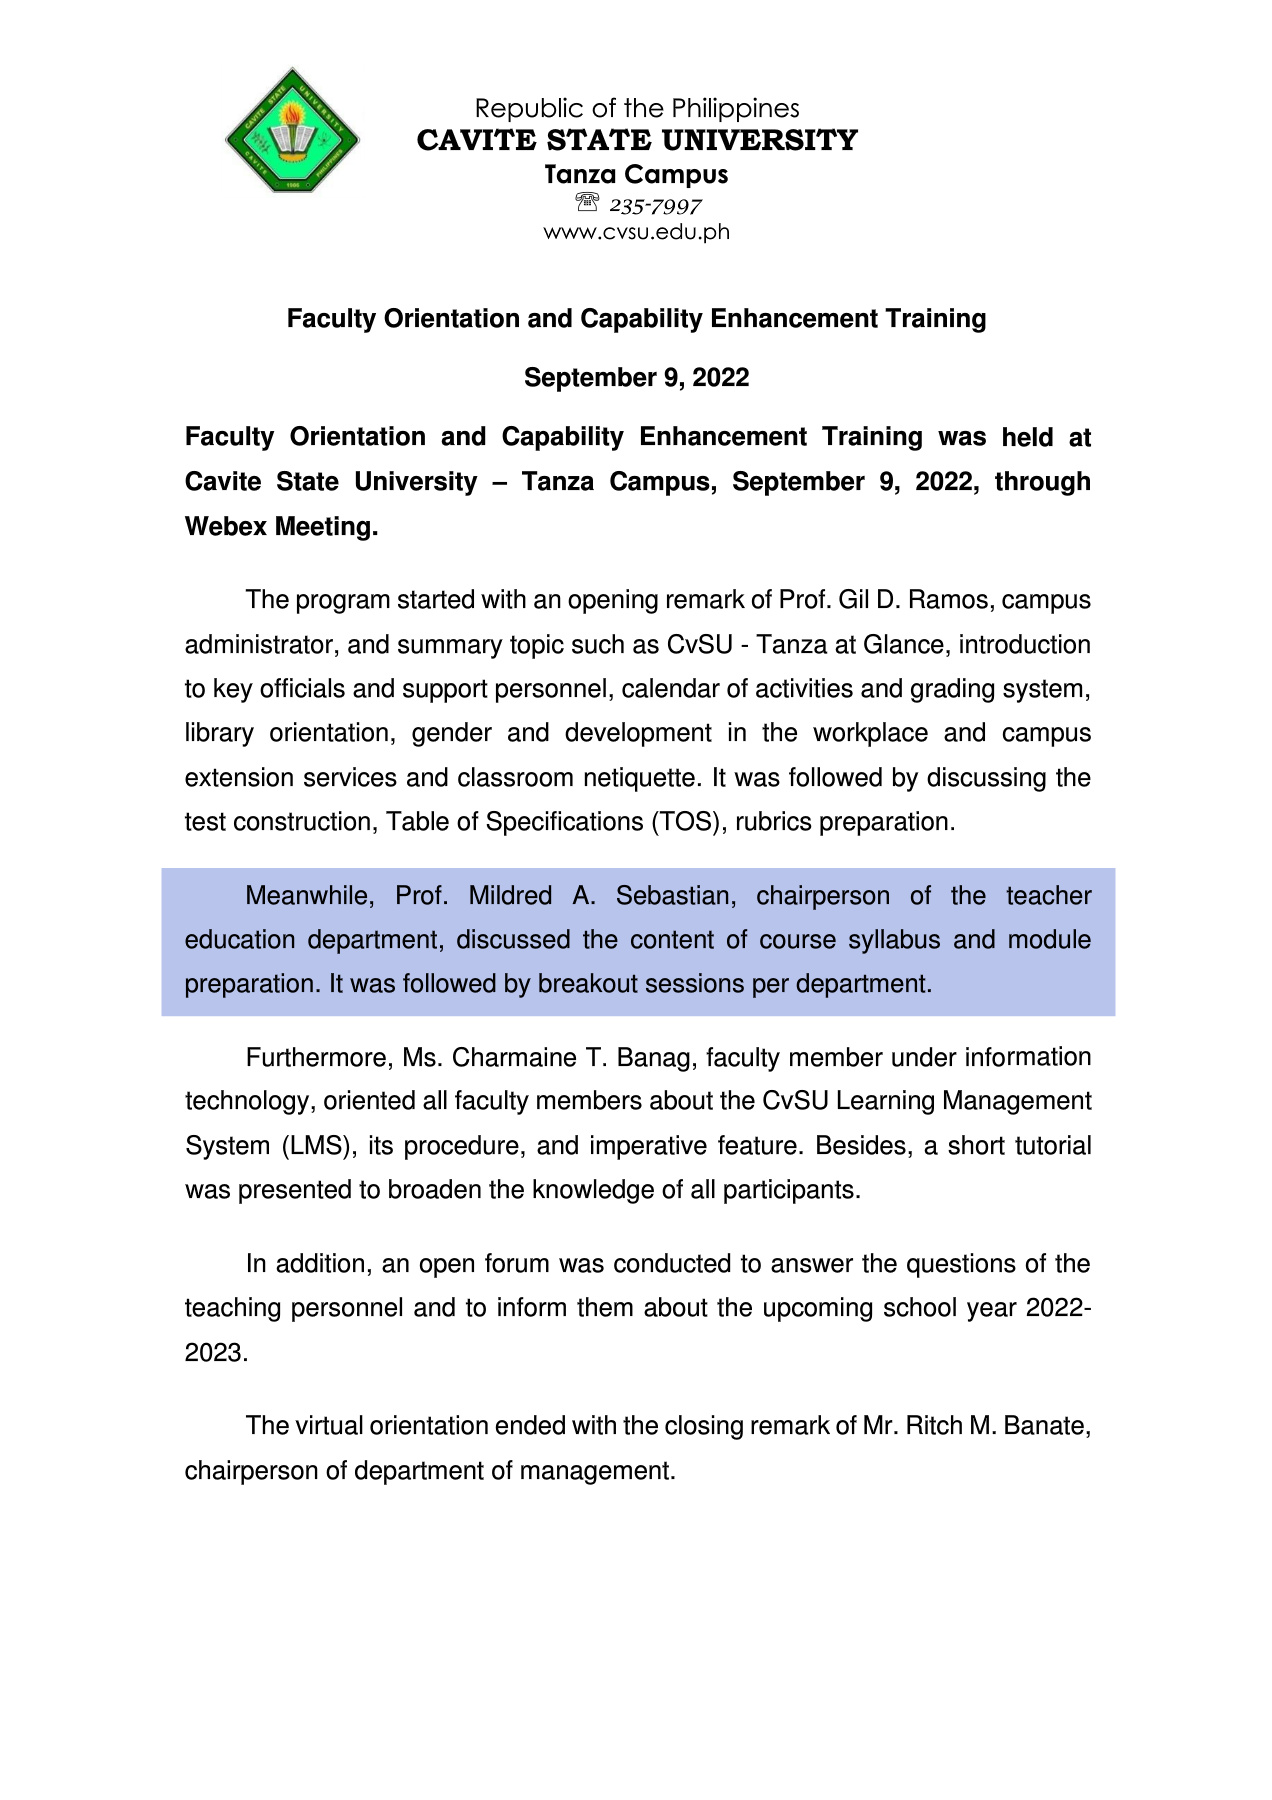 CAVITE STATE UNIVERSITY
CAVITE PHILIPPINES
1906
Republic of the Philippines
CAVITE STATE UNIVERSITY
Tanza Campus
☏ 235-7997
www.cvsu.edu.ph
Faculty Orientation and Capability Enhancement Training
September 9, 2022
Faculty Orientation and Capability Enhancement Training was held at
Cavite State University – Tanza Campus, September 9, 2022, through
Webex Meeting.
The program started with an opening remark of Prof. Gil D. Ramos, campus
administrator, and summary topic such as CvSU - Tanza at Glance, introduction
to key officials and support personnel, calendar of activities and grading system,
library orientation, gender and development in the workplace and campus
extension services and classroom netiquette. It was followed by discussing the
test construction, Table of Specifications (TOS), rubrics preparation.
Meanwhile, Prof. Mildred A. Sebastian, chairperson of the teacher
education department, discussed the content of course syllabus and module
preparation. It was followed by breakout sessions per department.
Furthermore, Ms. Charmaine T. Banag, faculty member under information
technology, oriented all faculty members about the CvSU Learning Management
System (LMS), its procedure, and imperative feature. Besides, a short tutorial
was presented to broaden the knowledge of all participants.
In addition, an open forum was conducted to answer the questions of the
teaching personnel and to inform them about the upcoming school year 2022-
2023.
The virtual orientation ended with the closing remark of Mr. Ritch M. Banate,
chairperson of department of management.